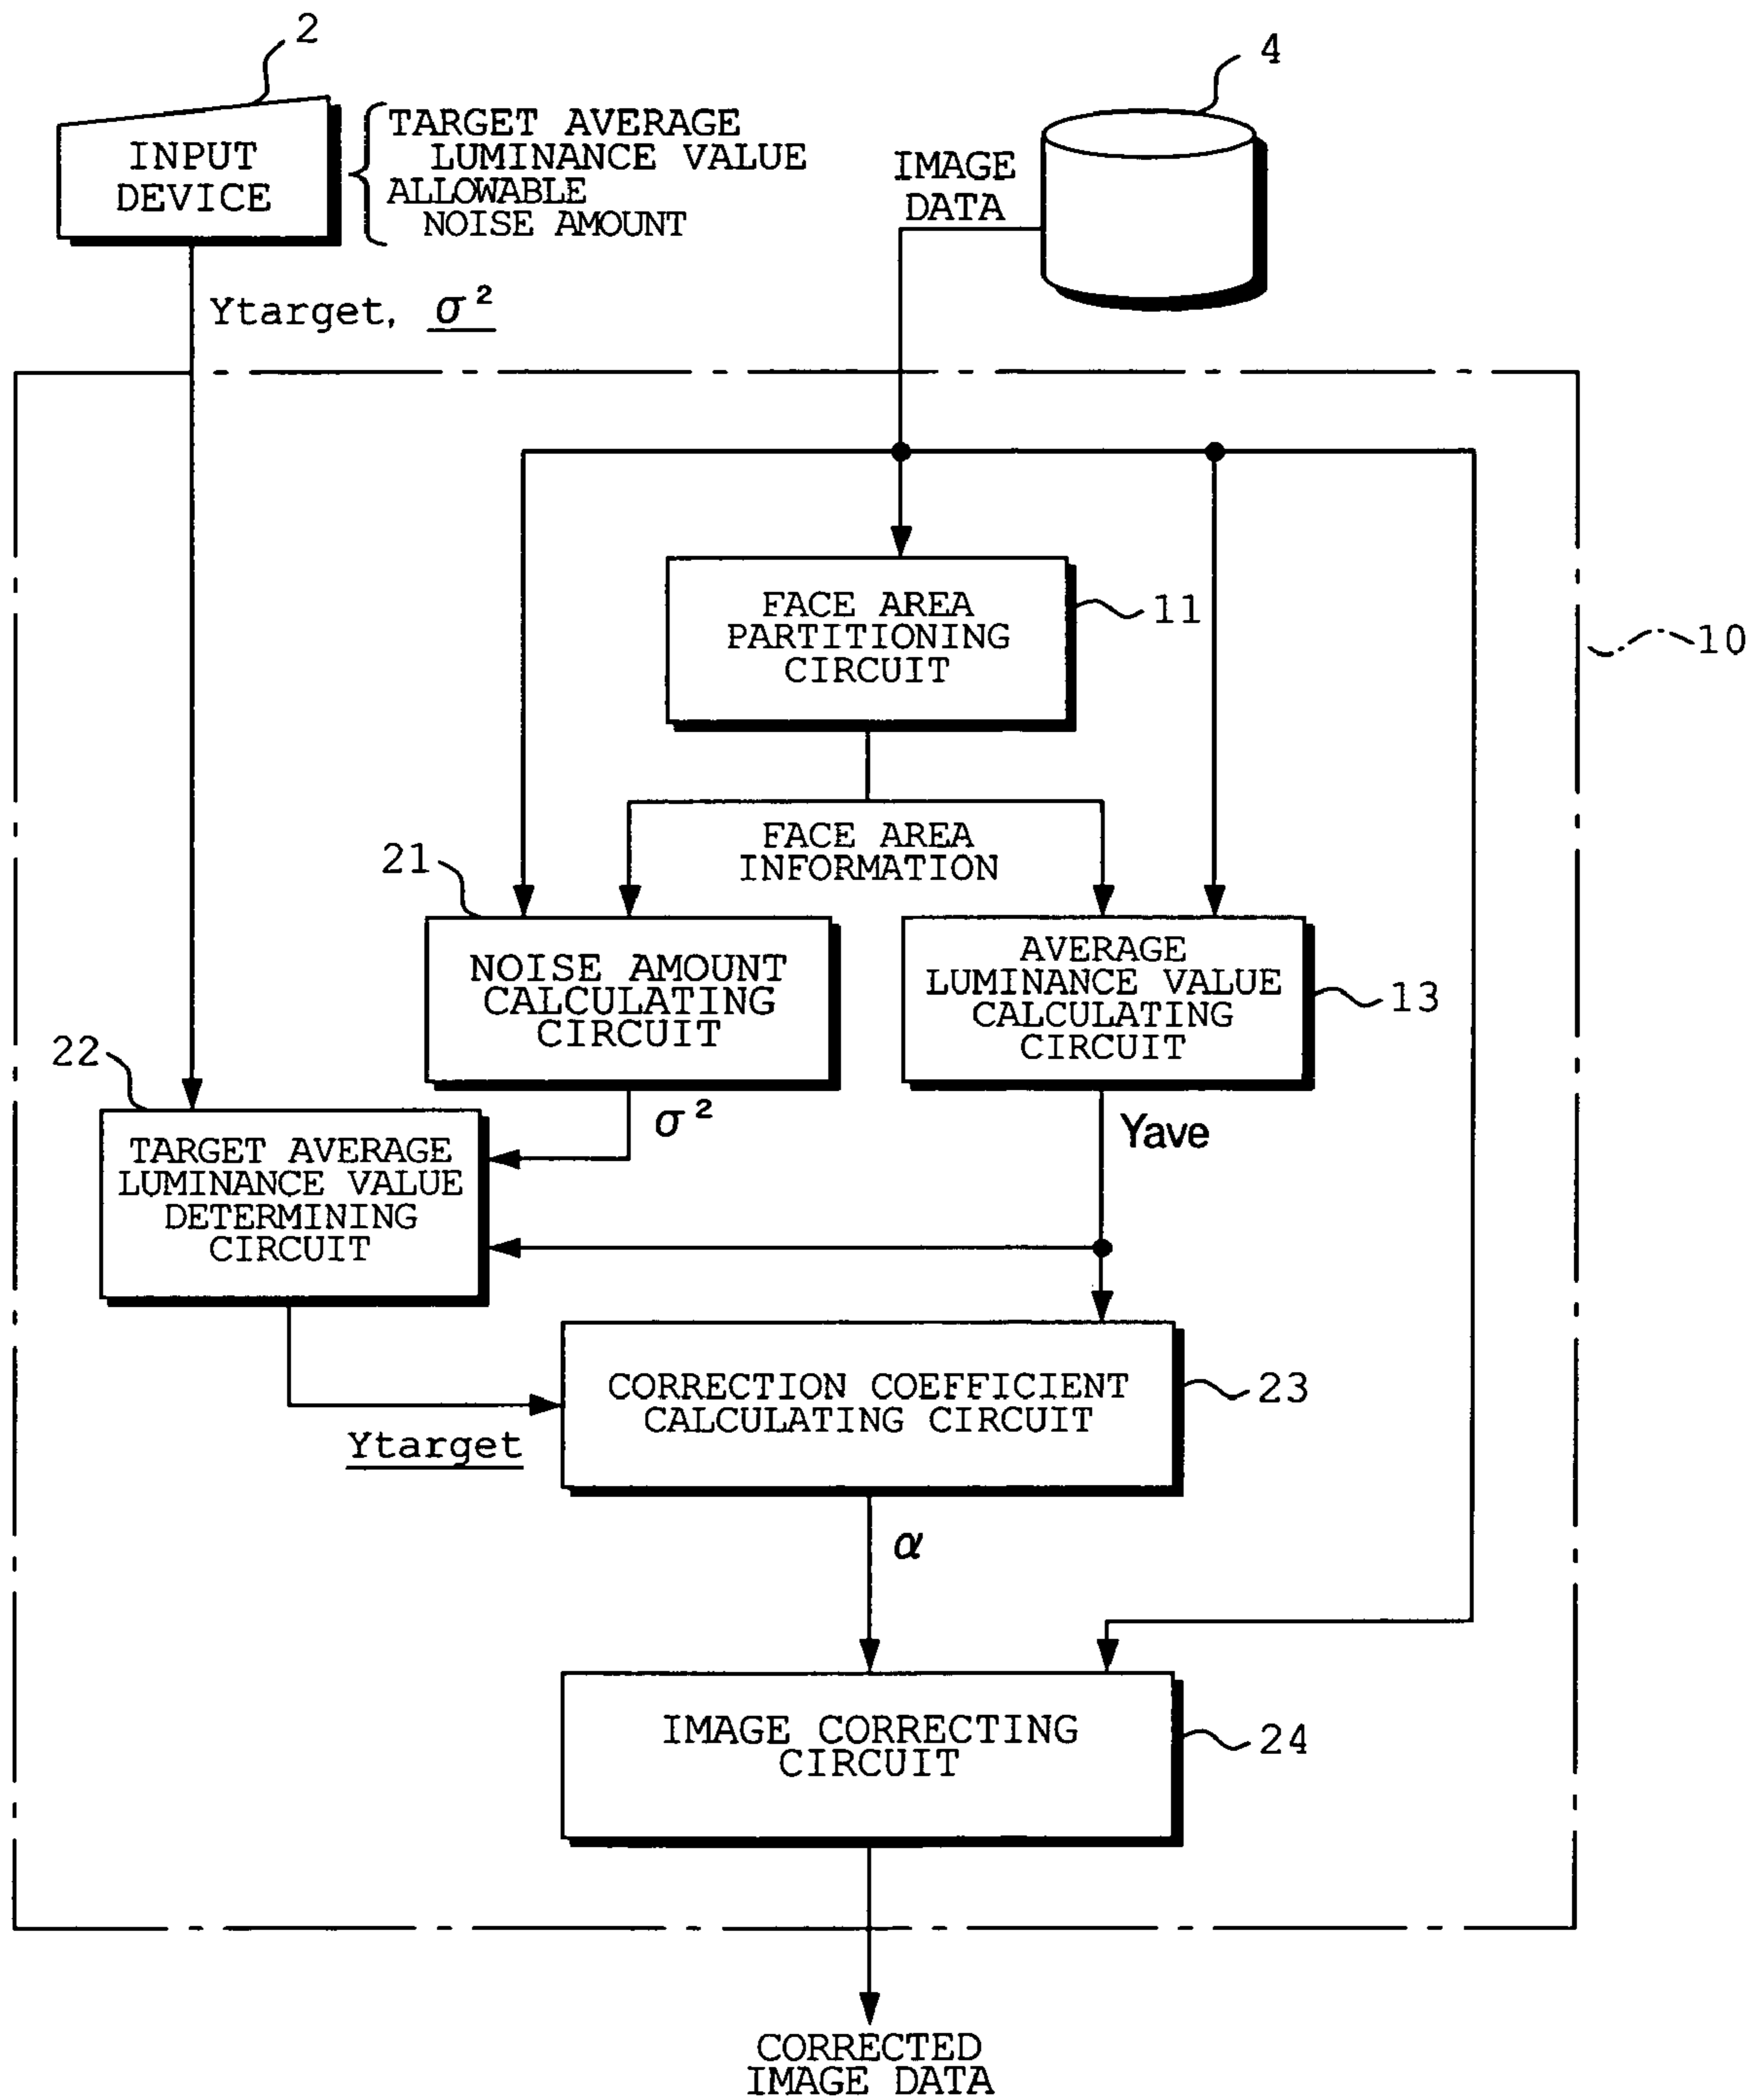 2
4
INPUT
DEVICE
TARGET AVERAGE
LUMINANCE VALUE
ALLOWABLE
NOISE AMOUNT
IMAGE
DATA
Ytarget, σ²
10
FACE AREA
PARTITIONING
CIRCUIT
11
FACE AREA
INFORMATION
21
NOISE AMOUNT
CALCULATING
CIRCUIT
AVERAGE
LUMINANCE VALUE
CALCULATING
CIRCUIT
13
22
σ²
Yave
TARGET AVERAGE
LUMINANCE VALUE
DETERMINING
CIRCUIT
CORRECTION COEFFICIENT
CALCULATING CIRCUIT
23
Ytarget
α
IMAGE CORRECTING
CIRCUIT
24
CORRECTED
IMAGE DATA